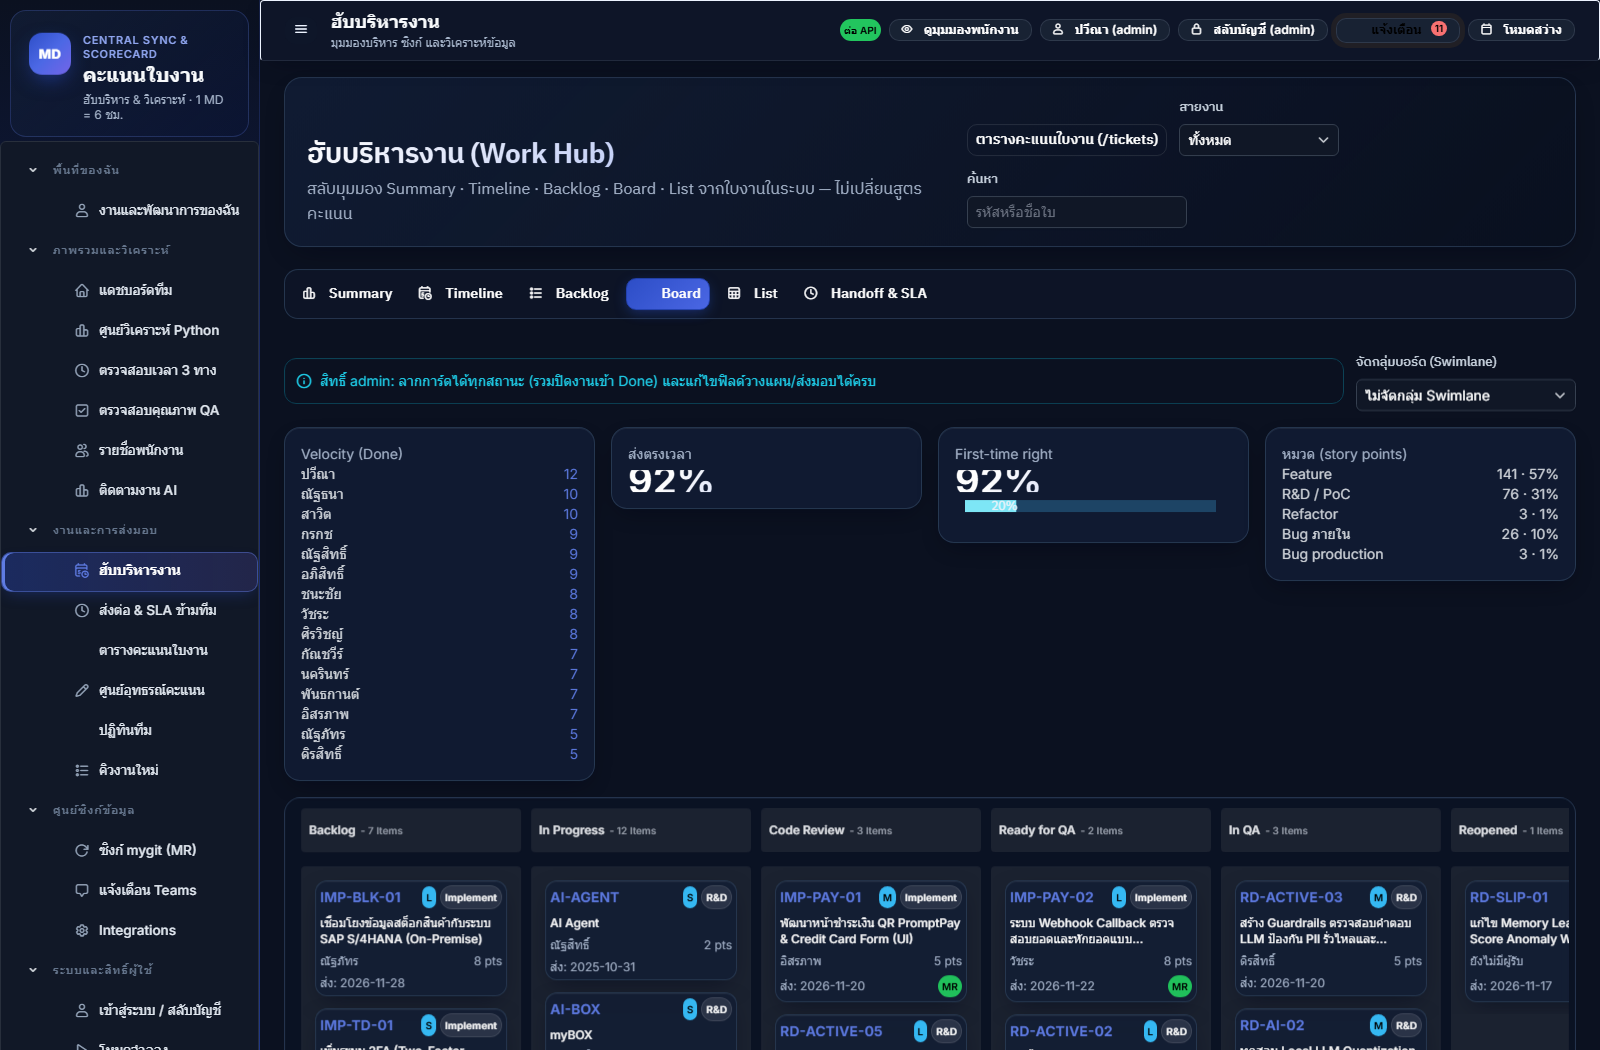 MD
CENTRAL SYNC &
SCORECARD
คะแนนใบงาน
ฮับบริหาร & วิเคราะห์ · 1 MD
= 6 ชม.
พื้นที่ของฉัน
งานและพัฒนาการของฉัน
ภาพรวมและวิเคราะห์
แดชบอร์ดทีม
ศูนย์วิเคราะห์ Python
ตรวจสอบเวลา 3 ทาง
ตรวจสอบคุณภาพ QA
รายชื่อพนักงาน
ติดตามงาน AI
งานและการส่งมอบ
ฮับบริหารงาน
ส่งต่อ & SLA ข้ามทีม
ตารางคะแนนใบงาน
ศูนย์อุทธรณ์คะแนน
ปฏิทินทีม
คิวงานใหม่
ศูนย์ซิงก์ข้อมูล
ซิงก์ mygit (MR)
แจ้งเตือน Teams
Integrations
ระบบและสิทธิ์ผู้ใช้
เข้าสู่ระบบ / สลับบัญชี
โหมดจำลอง
ฮับบริหารงาน
มุมมองบริหาร ซิงก์ และวิเคราะห์ข้อมูล
ต่อ API
ดูมุมมองพนักงาน
ปวีณา (admin)
สลับบัญชี (admin)
แจ้งเตือน 11
โหมดสว่าง
ฮับบริหารงาน (Work Hub)
สลับมุมมอง Summary · Timeline · Backlog · Board · List จากใบงานในระบบ — ไม่เปลี่ยนสูตร
คะแนน
ตารางคะแนนใบงาน (/tickets)
สายงาน
ทั้งหมด
ค้นหา
รหัสหรือชื่อใบ
Summary
Timeline
Backlog
Board
List
Handoff & SLA
สิทธิ์ admin: ลากการ์ดได้ทุกสถานะ (รวมปิดงานเข้า Done) และแก้ไขฟิลด์วางแผน/ส่งมอบได้ครบ
จัดกลุ่มบอร์ด (Swimlane)
ไม่จัดกลุ่ม Swimlane
Velocity (Done)
ปวีณา 12
ณัฐธนา 10
สาวิต 10
กรกช 9
ณัฐสิทธิ์ 9
อภิสิทธิ์ 9
ชนะชัย 8
วัชระ 8
ศิรวิชญ์ 8
กัณชวีร์ 7
นครินทร์ 7
พันธกานต์ 7
อิสรภาพ 7
ณัฐภัทร 5
ดิรสิทธิ์ 5
ส่งตรงเวลา
92%
First-time right
92%
20%
หมวด (story points)
Feature 141 · 57%
R&D / PoC 76 · 31%
Refactor 3 · 1%
Bug ภายใน 26 · 10%
Bug production 3 · 1%
Backlog - 7 Items
IMP-BLK-01 L Implement
เชื่อมโยงข้อมูลสต็อกสินค้ากับระบบ
SAP S/4HANA (On-Premise)
ณัฐภัทร 8 pts
ส่ง: 2026-11-28
IMP-TD-01 S Implement
In Progress - 12 Items
AI-AGENT S R&D
AI Agent
ณัฐสิทธิ์ 2 pts
ส่ง: 2025-10-31
AI-BOX S R&D
myBOX
Code Review - 3 Items
IMP-PAY-01 M Implement
พัฒนาหน้าชำระเงิน QR PromptPay
& Credit Card Form (UI)
อิสรภาพ 5 pts
ส่ง: 2026-11-20 MR
RD-ACTIVE-05 L R&D
Ready for QA - 2 Items
IMP-PAY-02 L Implement
ระบบ Webhook Callback ตรวจ
สอบยอดและหักยอดแบบ...
วัชระ 8 pts
ส่ง: 2026-11-22 MR
RD-ACTIVE-02 L R&D
In QA - 3 Items
RD-ACTIVE-03 M R&D
สร้าง Guardrails ตรวจสอบคำตอบ
LLM ป้องกัน PII รั่วไหลและ...
ดิรสิทธิ์ 5 pts
ส่ง: 2026-11-20
RD-AI-02 M R&D
Reopened - 1 Items
RD-SLIP-01
แก้ไข Memory Lea
Score Anomaly W
ยังไม่มีผู้รับ
ส่ง: 2026-11-17